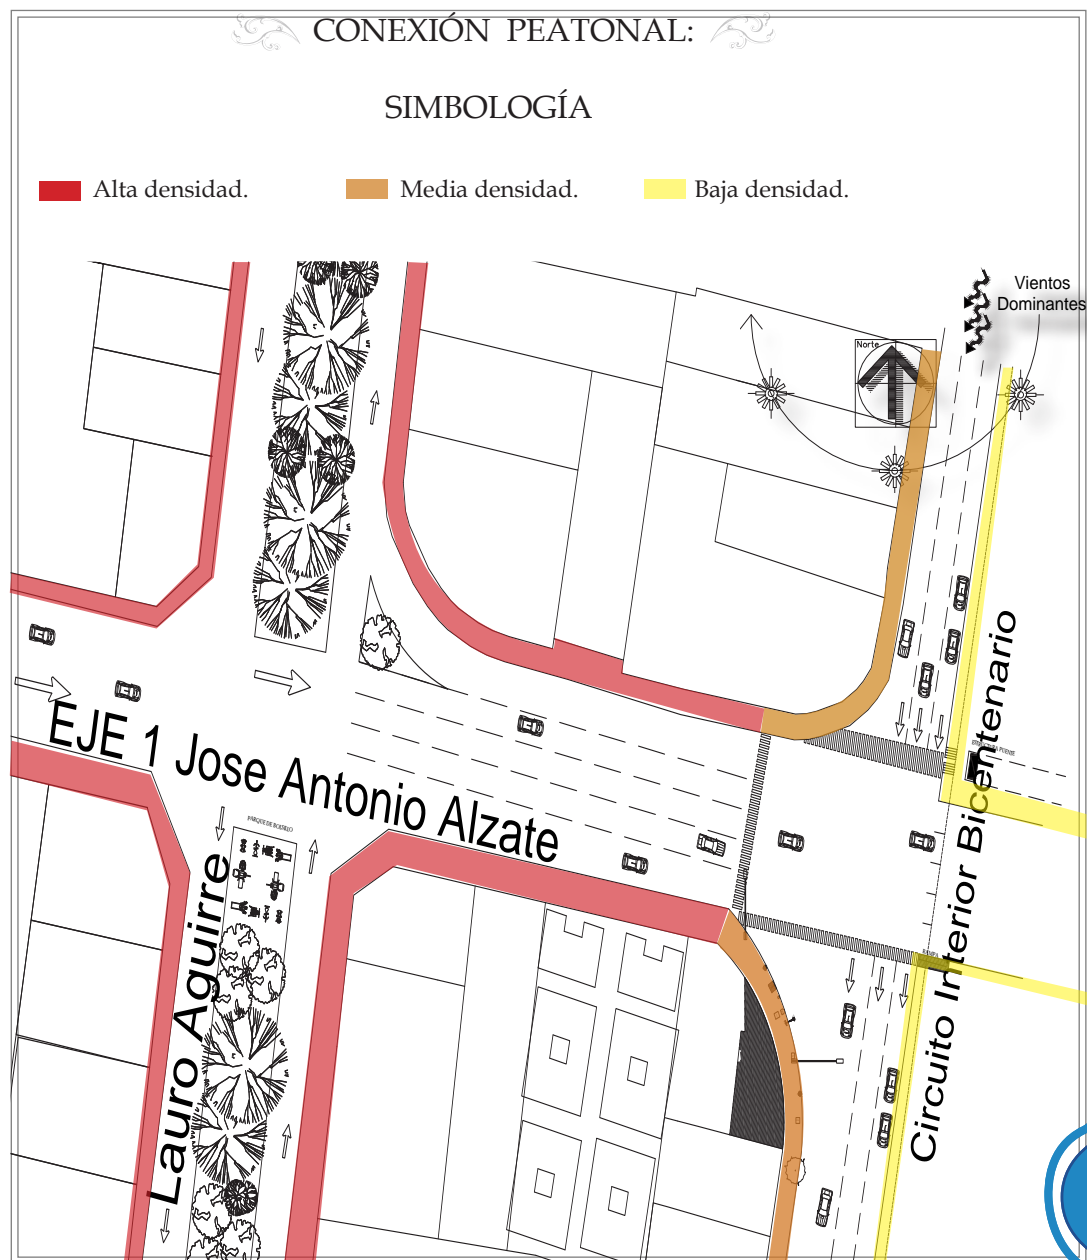 CONEXIÓN PEATONAL:
SIMBOLOGÍA
Alta densidad.
Media densidad.
Baja densidad.
Vientos
Dominantes
Norte
EJE 1 Jose Antonio Alzate
Circuito Interior Bicentenario
PARQUE DE BOLSILLO
Lauro Aguirre